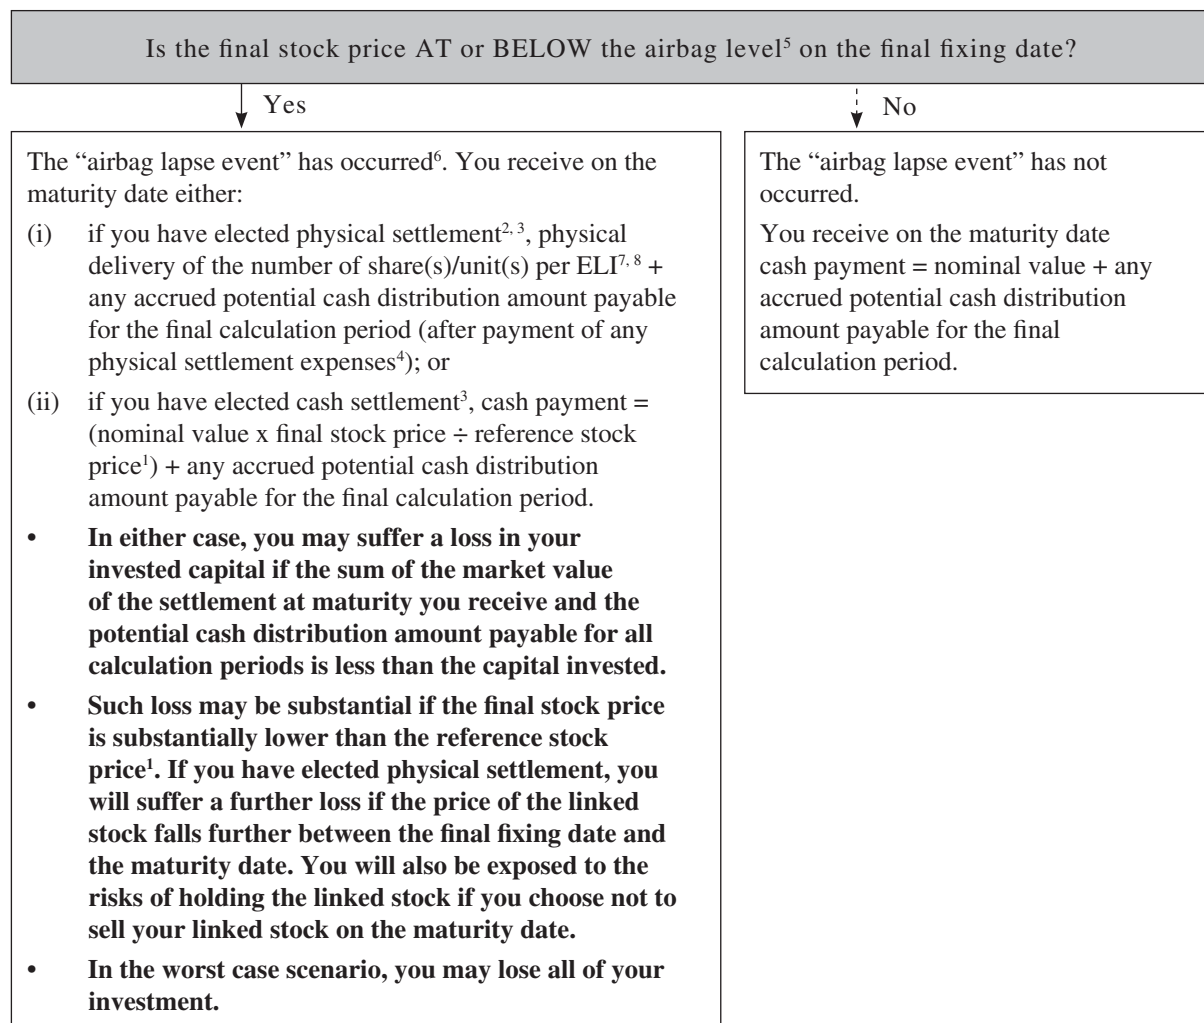 Is the final stock price AT or BELOW the airbag level⁵ on the final fixing date?
Yes
No
The “airbag lapse event” has occurred⁶. You receive on the
maturity date either:
(i) if you have elected physical settlement²,³, physical
delivery of the number of share(s)/unit(s) per ELI⁷,⁸ +
any accrued potential cash distribution amount payable
for the final calculation period (after payment of any
physical settlement expenses⁴); or
(ii) if you have elected cash settlement³, cash payment =
(nominal value x final stock price ÷ reference stock
price¹) + any accrued potential cash distribution
amount payable for the final calculation period.
• In either case, you may suffer a loss in your
invested capital if the sum of the market value
of the settlement at maturity you receive and the
potential cash distribution amount payable for all
calculation periods is less than the capital invested.
• Such loss may be substantial if the final stock price
is substantially lower than the reference stock
price¹. If you have elected physical settlement, you
will suffer a further loss if the price of the linked
stock falls further between the final fixing date and
the maturity date. You will also be exposed to the
risks of holding the linked stock if you choose not to
sell your linked stock on the maturity date.
• In the worst case scenario, you may lose all of your
investment.
The “airbag lapse event” has not
occurred.
You receive on the maturity date
cash payment = nominal value + any
accrued potential cash distribution
amount payable for the final
calculation period.